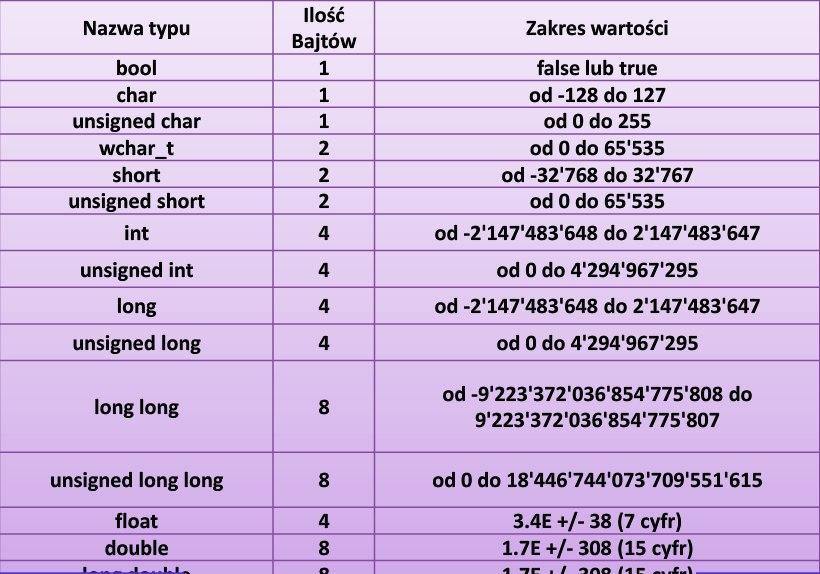 Nazwa typu Ilość Bajtów Zakres wartości
bool 1 false lub true
char 1 od -128 do 127
unsigned char 1 od 0 do 255
wchar_t 2 od 0 do 65'535
short 2 od -32'768 do 32'767
unsigned short 2 od 0 do 65'535
int 4 od -2'147'483'648 do 2'147'483'647
unsigned int 4 od 0 do 4'294'967'295
long 4 od -2'147'483'648 do 2'147'483'647
unsigned long 4 od 0 do 4'294'967'295
long long 8 od -9'223'372'036'854'775'808 do
9'223'372'036'854'775'807
unsigned long long 8 od 0 do 18'446'744'073'709'551'615
float 4 3.4E +/- 38 (7 cyfr)
double 8 1.7E +/- 308 (15 cyfr)
long double 8 1.7E +/- 308 (15 cyfr)